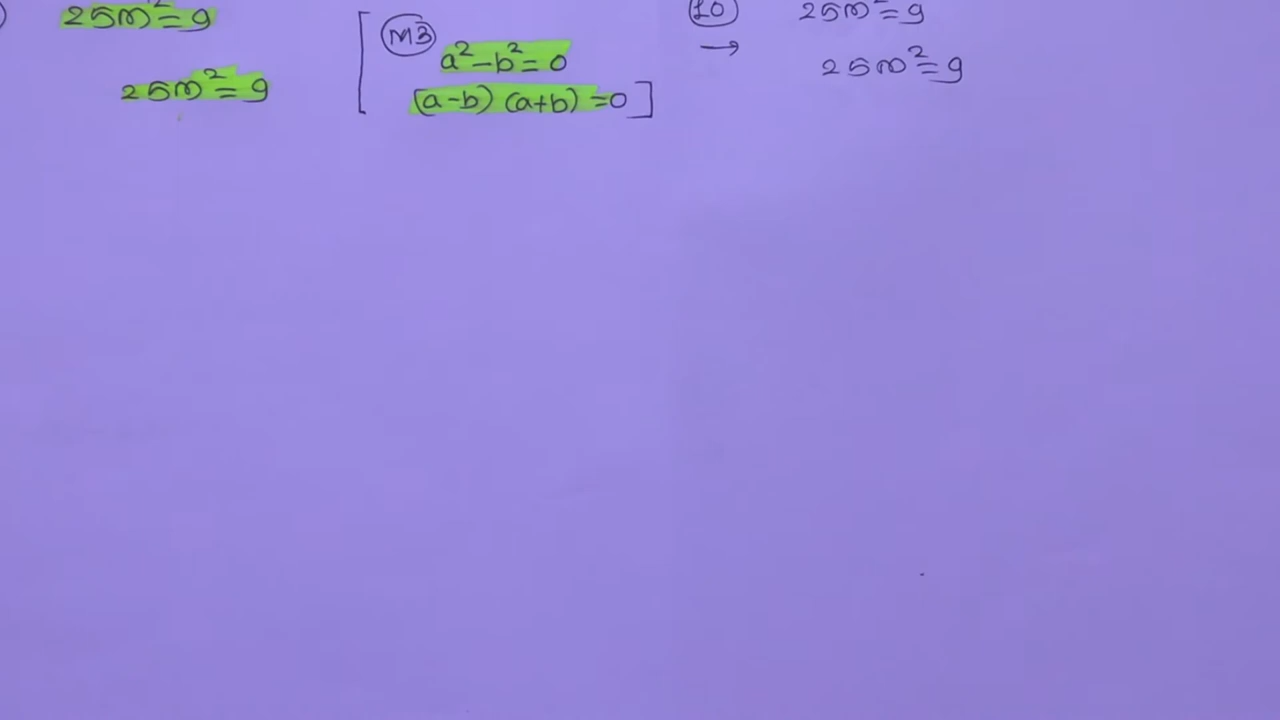 25m²=9
25m²=9
M3
a²-b²=0
(a-b) (a+b) =0]
10
25m²=9
→
25m²=9